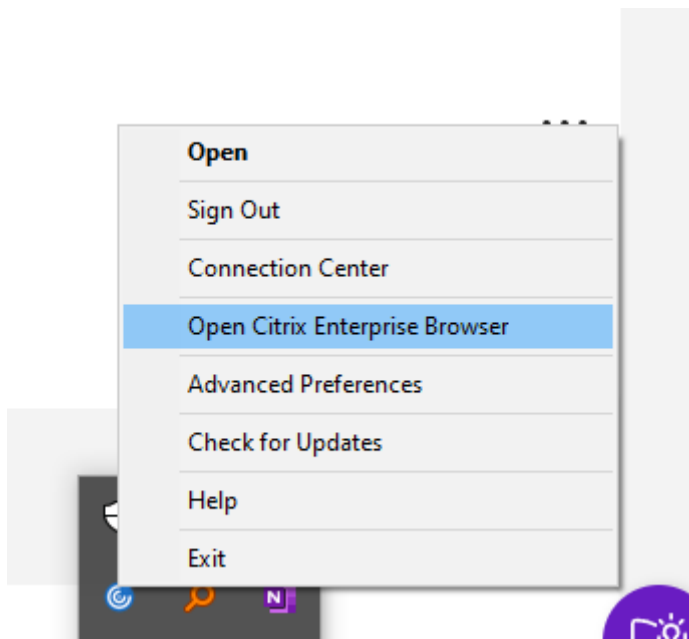 Open
Sign Out
Connection Center
Open Citrix Enterprise Browser
Advanced Preferences
Check for Updates
Help
Exit
N